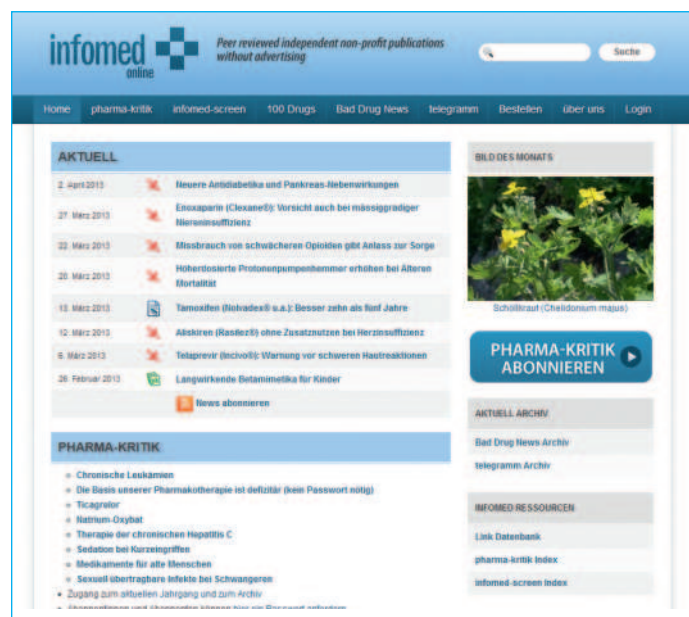 infomed
online
Peer reviewed independent non-profit publications
without advertising
Suche
Home pharma-kritik infomed-screen 100 Drugs Bad Drug News telegramm Bestellen über uns Login
AKTUELL
2. April 2013 Neuere Antidiabetika und Pankreas-Nebenwirkungen
27. März 2013 Enoxaparin (Clexane®): Vorsicht auch bei mässiggradiger
Niereninsuffizienz
22. März 2013 Missbrauch von schwächeren Opioiden gibt Anlass zur Sorge
20. März 2013 Höherdosierte Protonenpumpenhemmer erhöhen bei Älteren
Mortalität
13. März 2013 Tamoxifen (Nolvadex® u.a.): Besser zehn als fünf Jahre
12. März 2013 Aliskiren (Rasilez®) ohne Zusatznutzen bei Herzinsuffizienz
6. März 2013 Telaprevir (Incivo®): Warnung vor schweren Hautreaktionen
26. Februar 2013 Langwirkende Betamimetika für Kinder
News abonnieren
PHARMA-KRITIK
Chronische Leukämien
Die Basis unserer Pharmakotherapie ist defizitär (kein Passwort nötig)
Ticagrelor
Natrium-Oxybat
Therapie der chronischen Hepatitis C
Sedation bei Kurzeingriffen
Medikamente für alte Menschen
Sexuell übertragbare Infekte bei Schwangeren
Zugang zum aktuellen Jahrgang und zum Archiv
BILD DES MONATS
Schöllkraut (Chelidonium majus)
PHARMA-KRITIK
ABONNIEREN
AKTUELL ARCHIV
Bad Drug News Archiv
telegramm Archiv
INFOMED RESSOURCEN
Link Datenbank
pharma-kritik Index
infomed-screen Index